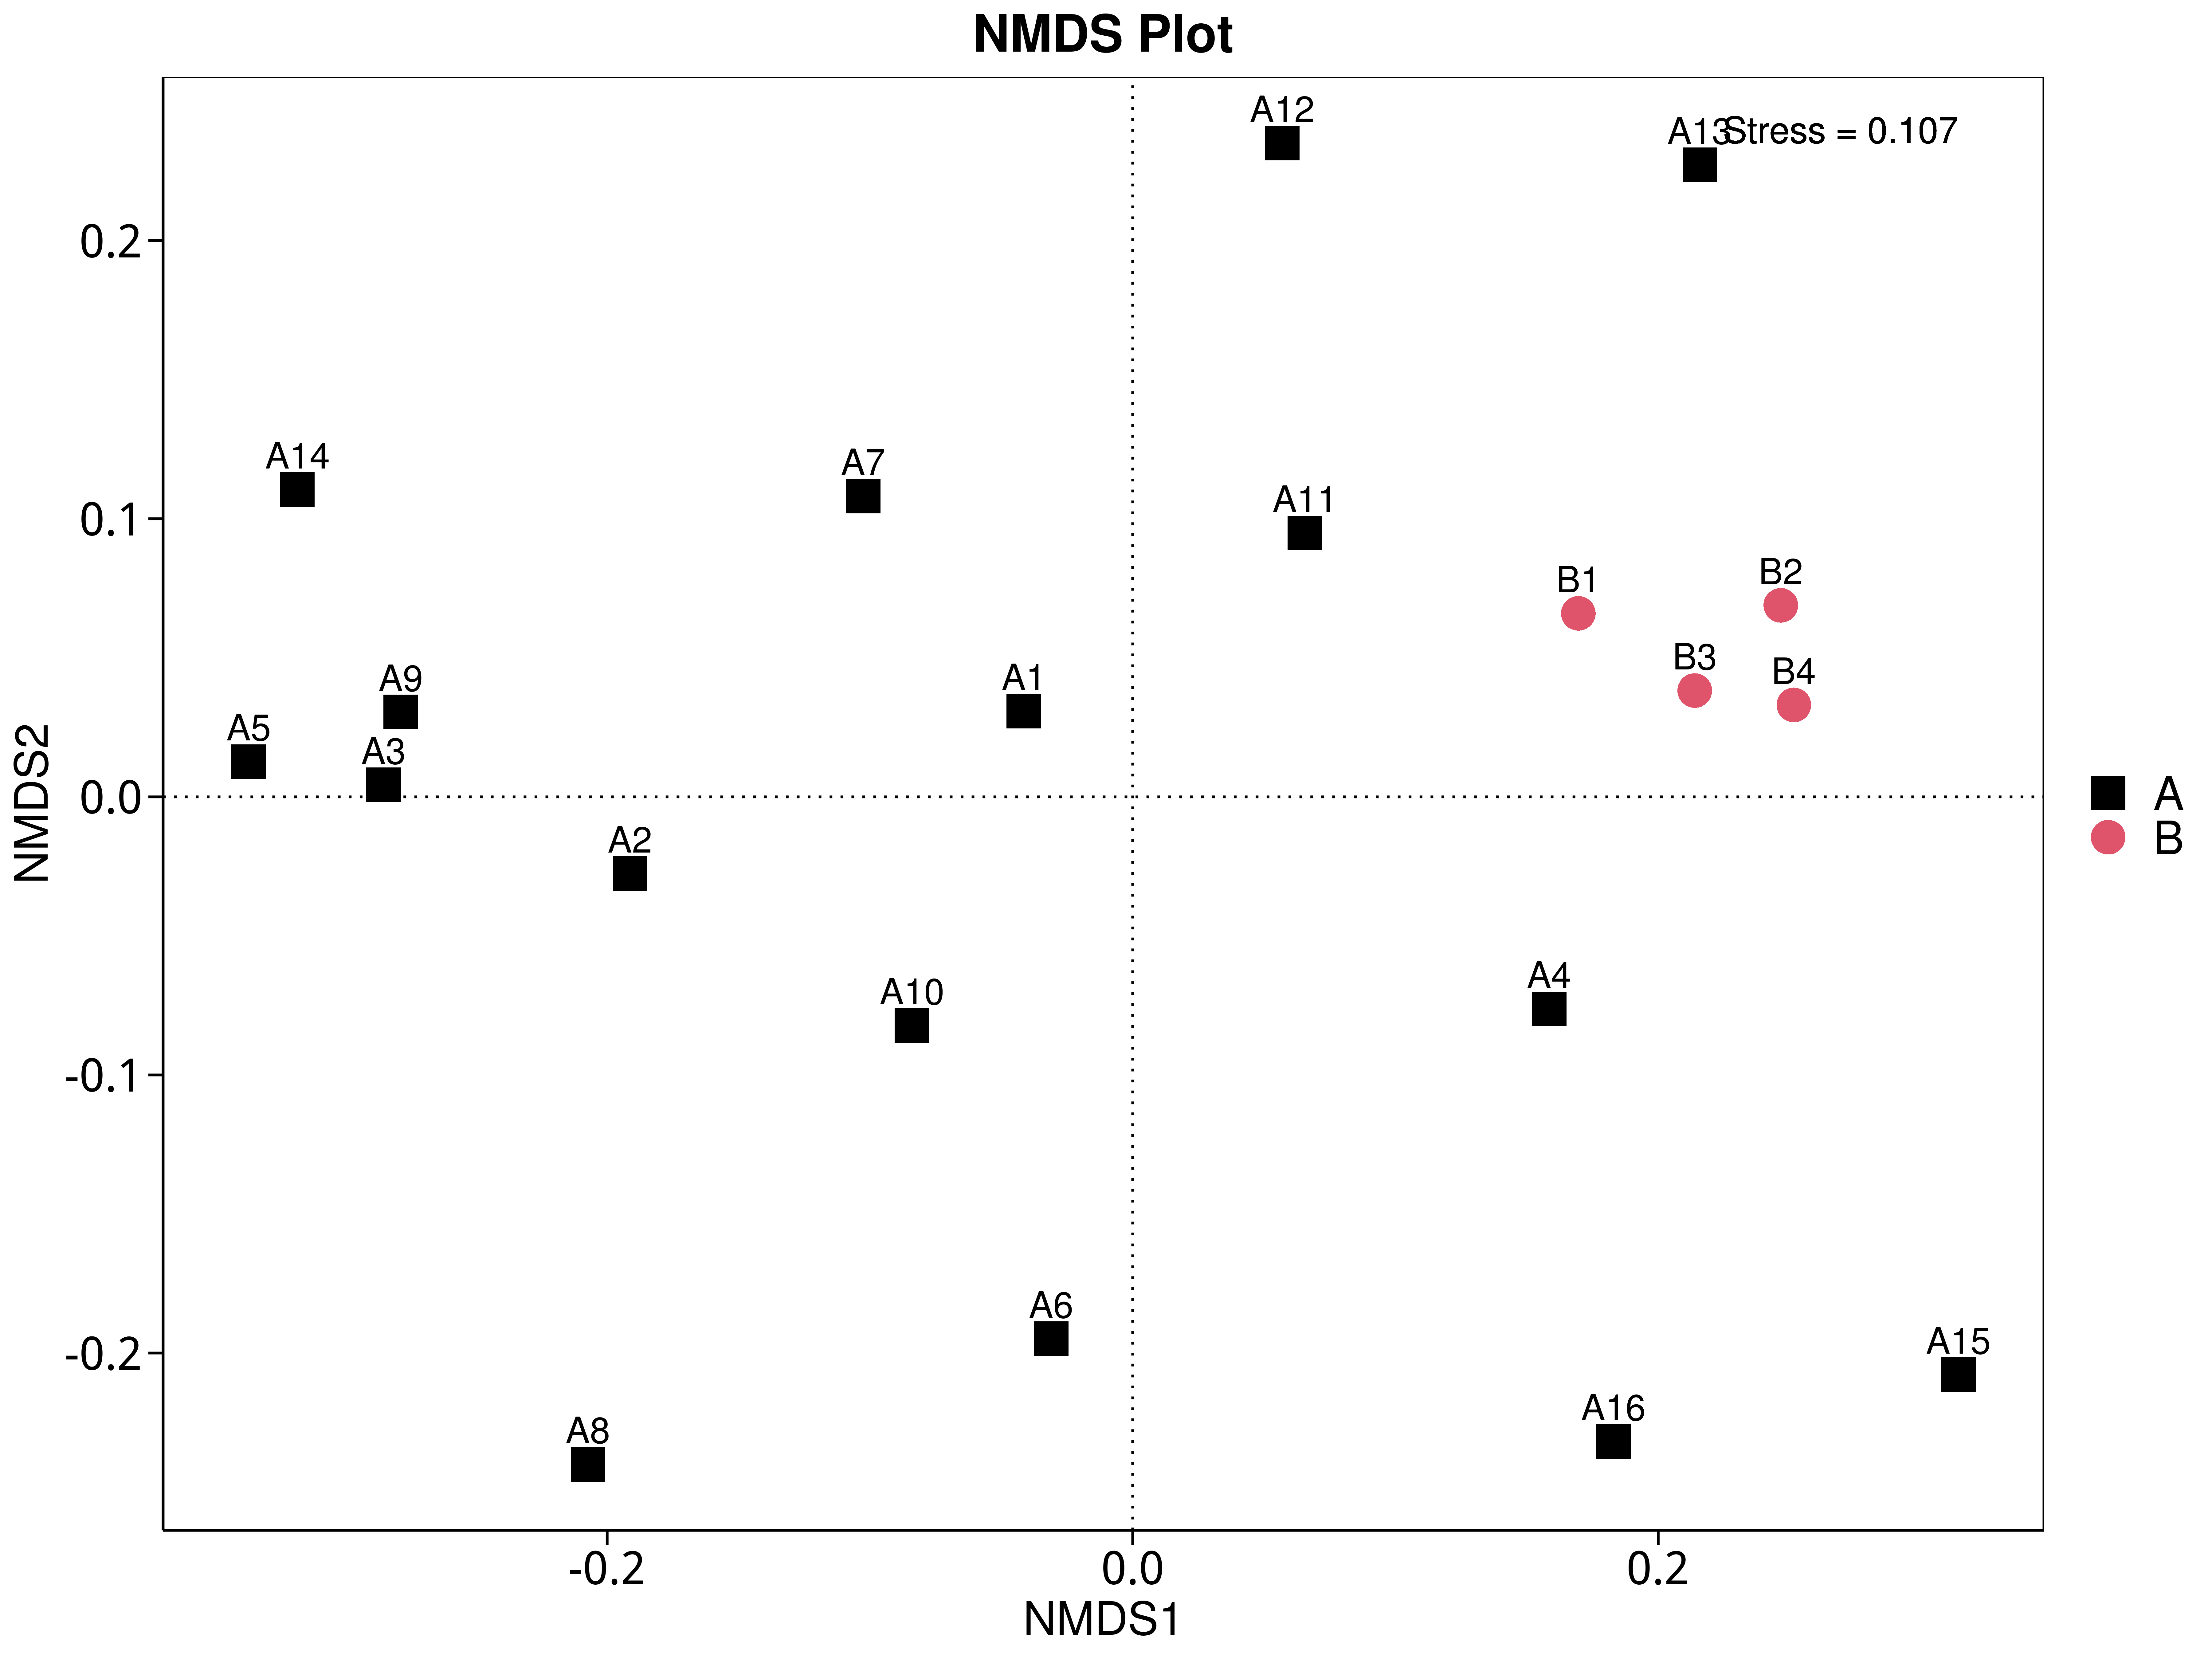 NMDS Plot
A12
A13
Stress = 0.107
0.2
A14
A7
A11
0.1
B1
B2
B3
B4
A9
A1
A5
A3
NMDS2
0.0
A
B
A2
A10
A4
-0.1
A6
A15
-0.2
A16
A8
-0.2
0.0
0.2
NMDS1